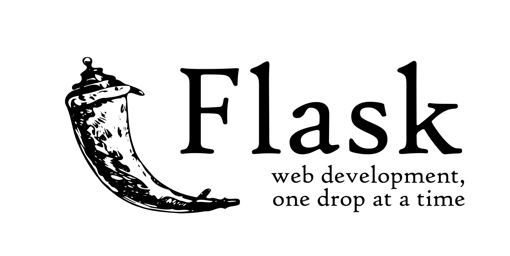 Flask
web development,
one drop at a time